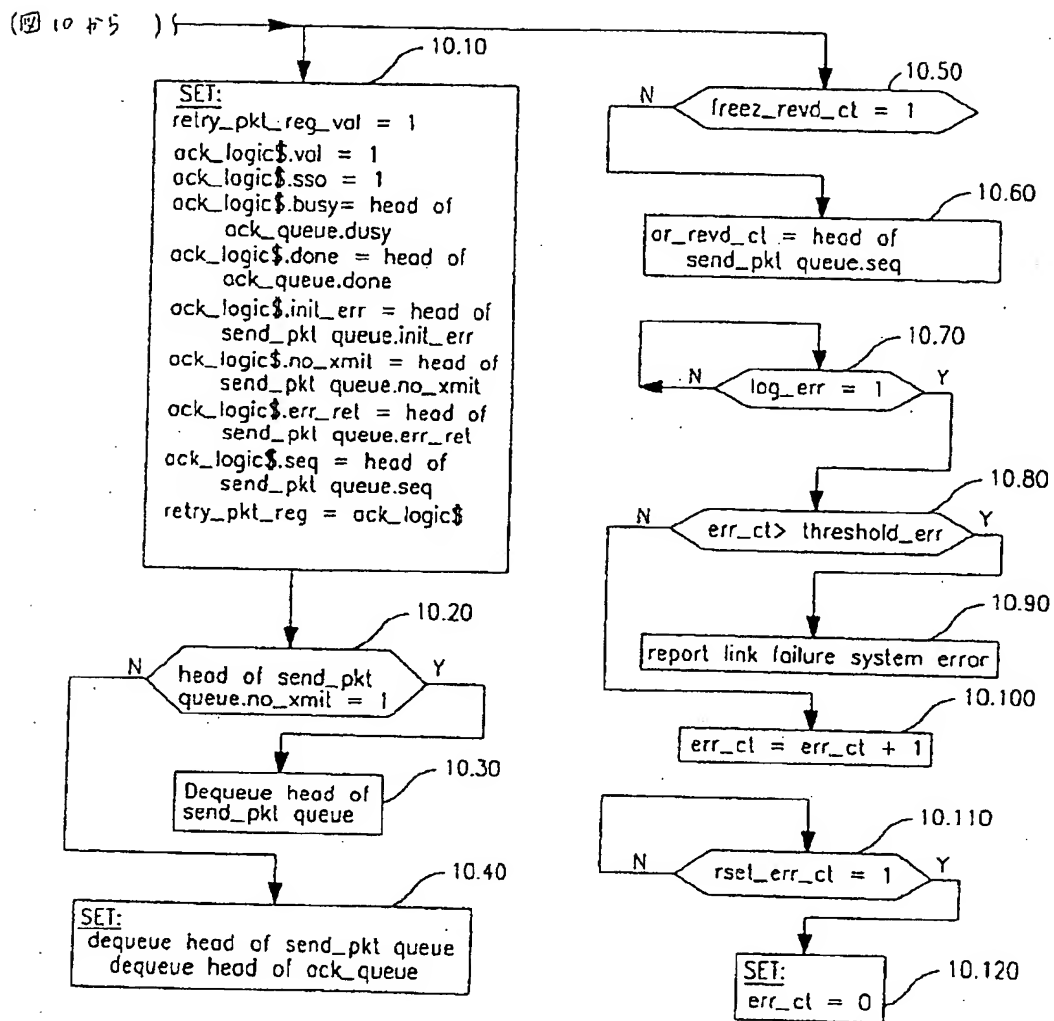 (図 10 から )
10.10
SET:
retry_pkt_reg_val = 1
ack_logic$.val = 1
ack_logic$.sso = 1
ack_logic$.busy= head of
ack_queue.dusy
ack_logic$.done = head of
ack_queue.done
ack_logic$.init_err = head of
send_pkt queue.init_err
ack_logic$.no_xmit = head of
send_pkt queue.no_xmit
ack_logic$.err_ret = head of
send_pkt queue.err_ret
ack_logic$.seq = head of
send_pkt queue.seq
retry_pkt_reg = ack_logic$
10.20
N
head of send_pkt
queue.no_xmit = 1
Y
10.30
Dequeue head of
send_pkt queue
10.40
SET:
dequeue head of send_pkt queue
dequeue head of ack_queue
10.50
N
freez_revd_ct = 1
10.60
ar_revd_ct = head of
send_pkt queue.seq
10.70
N
log_err = 1
Y
10.80
N
err_ct> threshold_err
Y
10.90
report link failure system error
10.100
err_ct = err_ct + 1
10.110
N
rset_err_ct = 1
Y
10.120
SET:
err_ct = 0